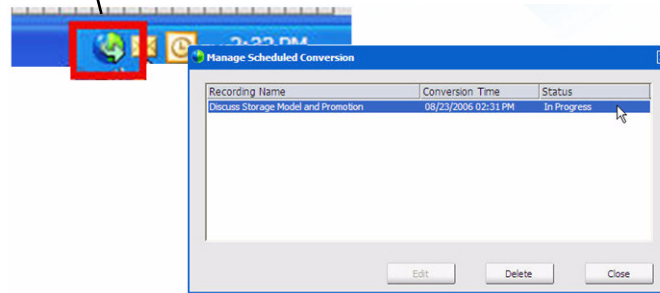 2:32 PM
Manage Scheduled Conversion
Recording Name Conversion Time Status
Discuss Storage Model and Promotion 08/23/2006 02:31 PM In Progress
Edit Delete Close